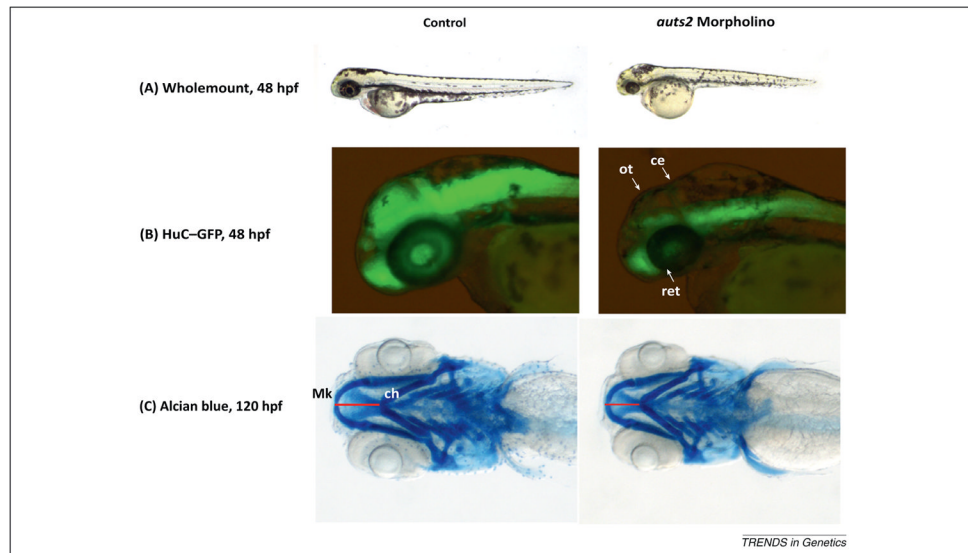 Control
auts2 Morpholino
(A) Wholemount, 48 hpf
ot
ce
(B) HuC–GFP, 48 hpf
ret
Mk
ch
(C) Alcian blue, 120 hpf
TRENDS in Genetics